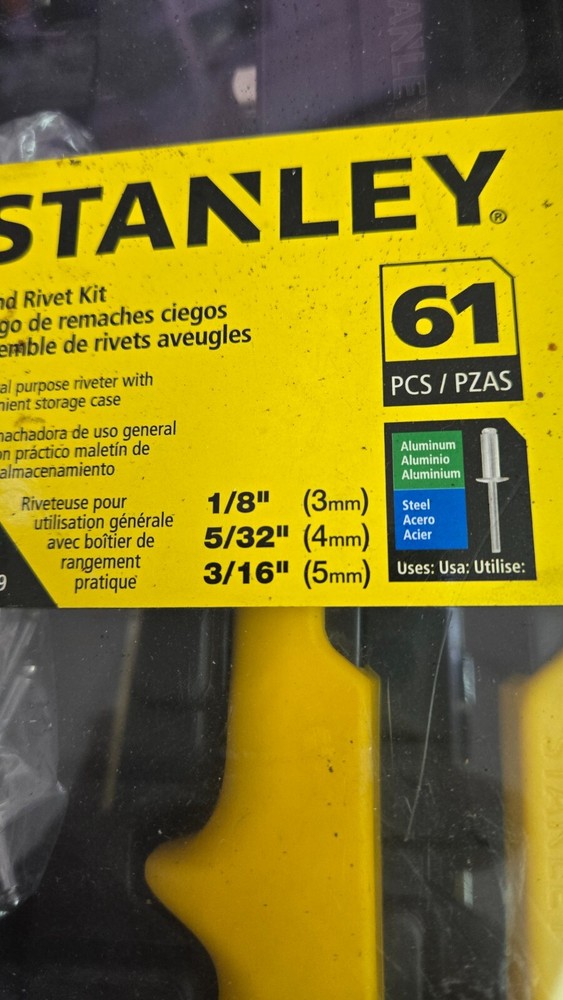 STANLEY®
nd Rivet Kit
go de remaches ciegos
emble de rivets aveugles
61
PCS / PZAS
al purpose riveter with
nient storage case
nachadora de uso general
on práctico maletín de
almacenamiento
Riveteuse pour
utilisation générale
avec boîtier de
rangement
pratique
1/8" (3mm)
5/32" (4mm)
3/16" (5mm)
Aluminum
Aluminio
Aluminium
Steel
Acero
Acier
Uses: Usa: Utilise:
9
STANLEY